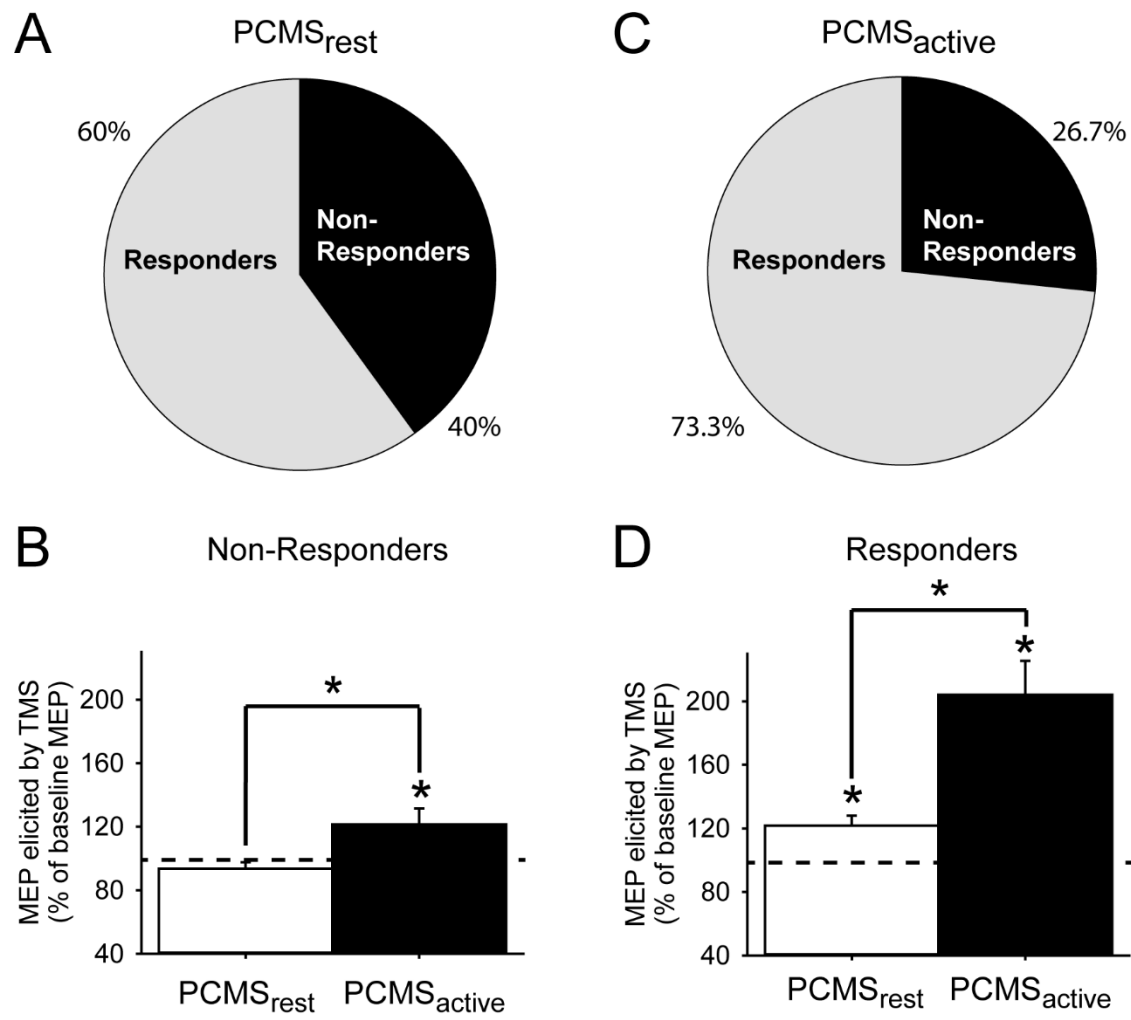 A
PCMSrest
60%
Responders
Non-
Responders
40%
C
PCMSactive
26.7%
Responders
Non-
Responders
73.3%
B
Non-Responders
MEP elicited by TMS
(% of baseline MEP)
200
160
120
80
40
*
*
PCMSrest
PCMSactive
D
Responders
MEP elicited by TMS
(% of baseline MEP)
200
160
120
80
40
*
*
*
PCMSrest
PCMSactive